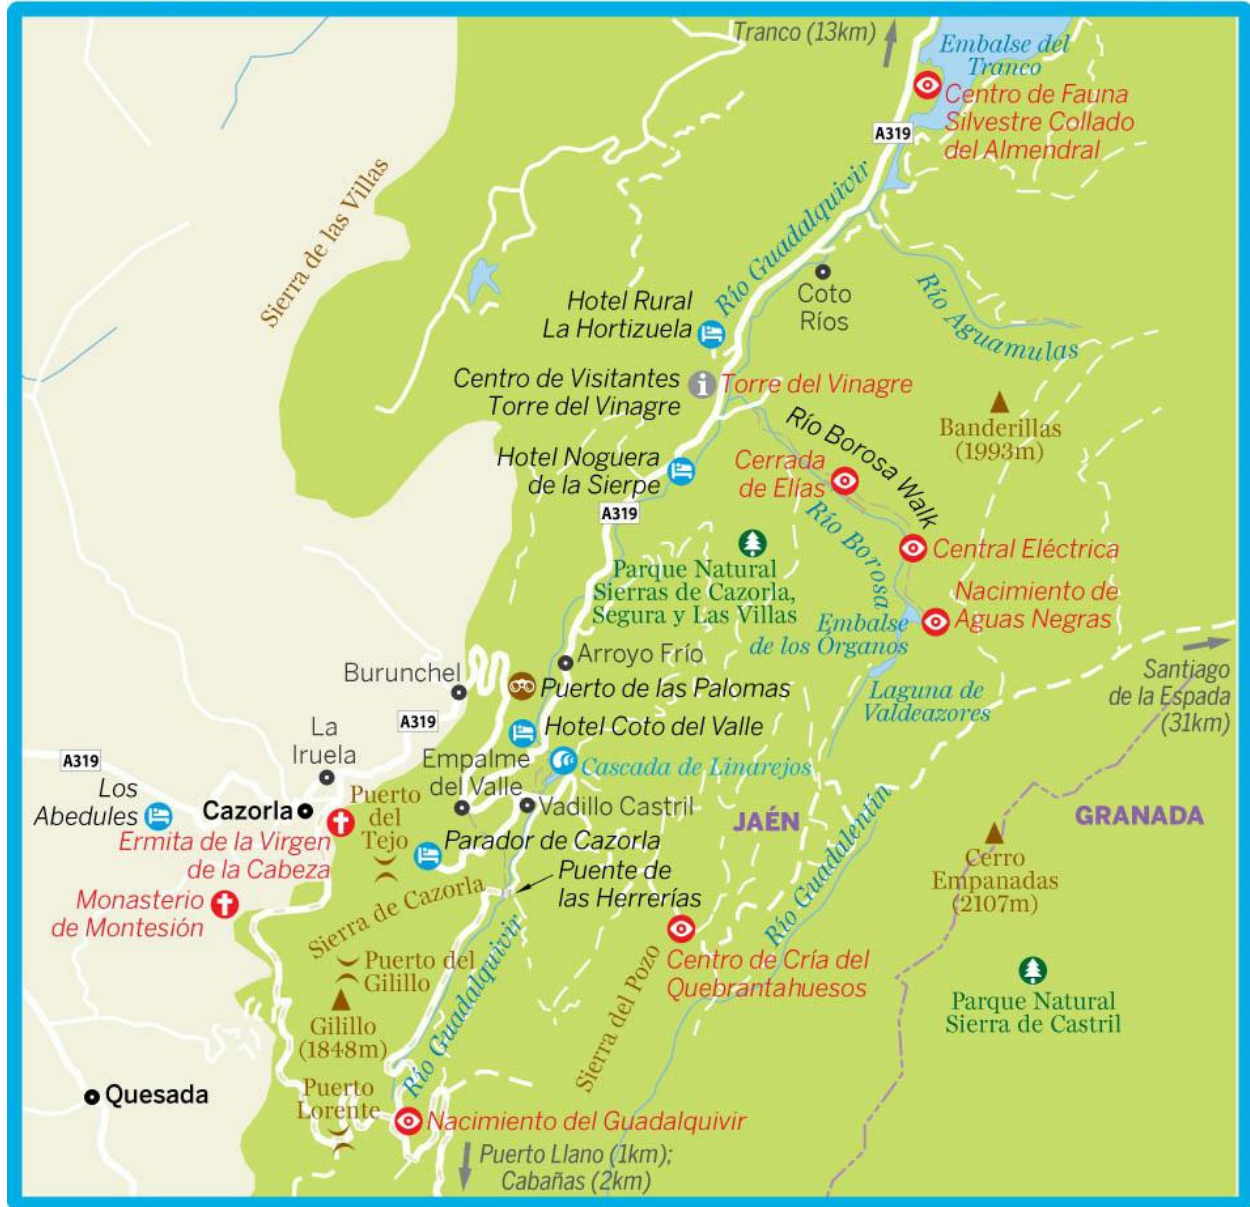 Tranco (13km)
Embalse del
Tranco
Centro de Fauna
Silvestre Collado
del Almendral
A319
Sierra de las Villas
Río Guadalquivir
Coto
Ríos
Río Aguamulas
Hotel Rural
La Hortizuela
Centro de Visitantes
Torre del Vinagre
Torre del Vinagre
Río Borosa Walk
Banderillas
(1993m)
Hotel Noguera
de la Sierpe
Cerrada
de Elías
A319
Río Borosa
Central Eléctrica
Parque Natural
Sierras de Cazorla,
Segura y Las Villas
Nacimiento de
Aguas Negras
Embalse
de los Órganos
Arroyo Frío
Santiago
de la Espada
(31km)
Burunchel
Puerto de las Palomas
Laguna de
Valdeazores
A319
Hotel Coto del Valle
La
Iruela
A319
Empalme
del Valle
Cascada de Linarejos
Los
Abedules
Cazorla
Puerto
del
Tejo
Vadillo Castril
JAÉN
GRANADA
Ermita de la Virgen
de la Cabeza
Parador de Cazorla
Río Guadalentín
Cerro
Empanadas
(2107m)
Puente de
las Herrerías
Monasterio
de Montesión
Sierra de Cazorla
Puerto del
Gilillo
Río Guadalquivir
Sierra del Pozo
Centro de Cría del
Quebrantahuesos
Parque Natural
Sierra de Castril
Gilillo
(1848m)
Quesada
Puerto
Lorente
Nacimiento del Guadalquivir
Puerto Llano (1km);
Cabañas (2km)